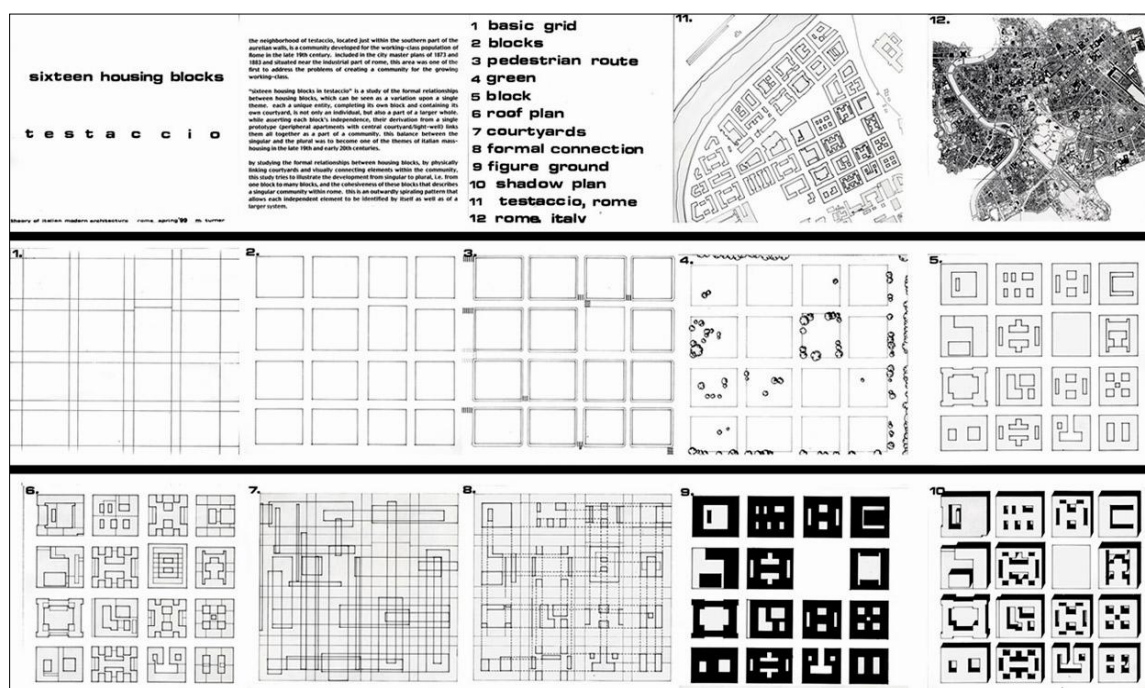 sixteen housing blocks
testaccio
theory of italian modern architecture rome, spring'99 m turner
the neighborhood of testaccio, located just within the southern part of the
aurelian walls, is a community developed for the working-class population of
Rome in the late 19th century. included in the city master plans of 1873 and
1883 and situated near the industrial part of rome, this area was one of the
first to address the problems of creating a community for the growing
working-class.
"sixteen housing blocks in testaccio" is a study of the formal relationships
between housing blocks, which can be seen as a variation upon a single
theme. each a unique entity, completing its own block and containing its
own courtyard, is not only an individual, but also a part of a larger whole.
while asserting each block's independence, their derivation from a single
prototype (peripheral apartments with central courtyard/light-well) links
them all together as a part of a community. this balance between the
singular and the plural was to become one of the themes of italian mass-
housing in the late 19th and early 20th centuries.
by studying the formal relationships between housing blocks, by physically
linking courtyards and visually connecting elements within the community,
this study tries to illustrate the development from singular to plural, i.e. from
one block to many blocks, and the cohesiveness of these blocks that describes
a singular community within rome. this is an outwardly spiraling pattern that
allows each independent element to be identified by itself as well as of a
larger system.
1 basic grid
2 blocks
3 pedestrian route
4 green
5 block
6 roof plan
7 courtyards
8 formal connection
9 figure ground
10 shadow plan
11 testaccio, rome
12 rome, italy
11.
12.
1.
2.
3.
4.
5.
6.
7.
8.
9.
10.